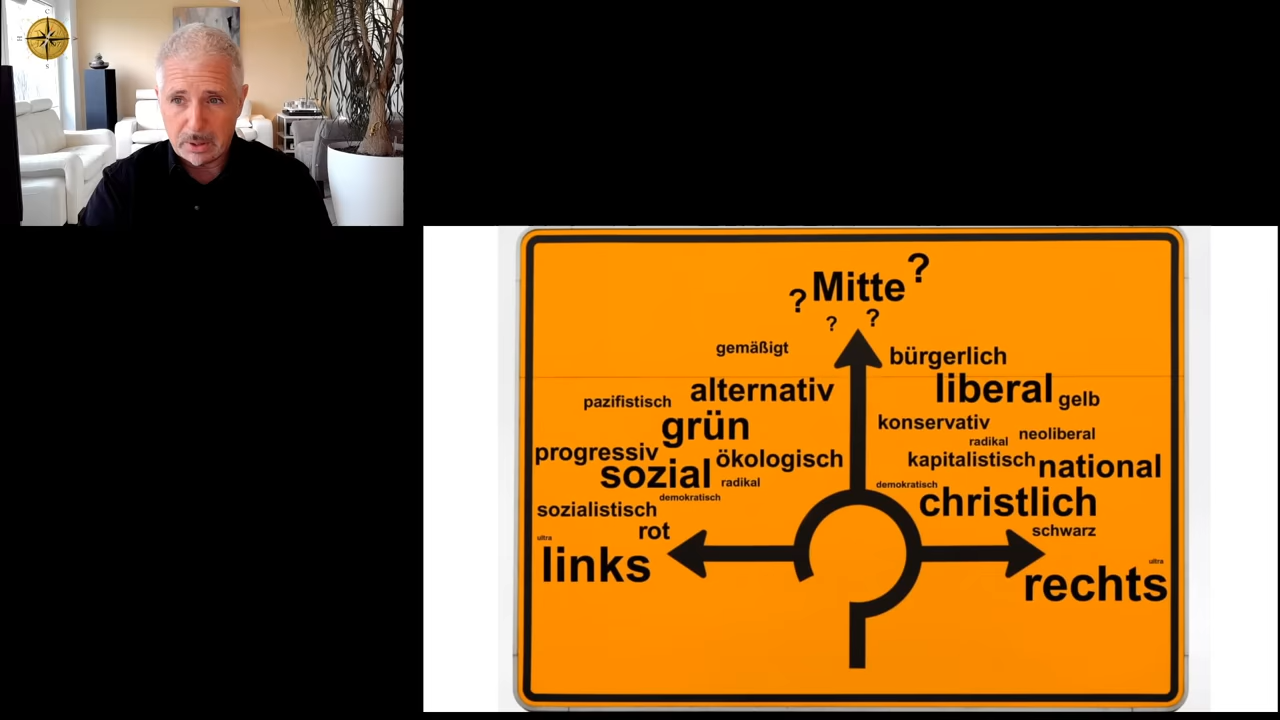 C
H
S
? Mitte ?
? ?
gemäßigt
bürgerlich
alternativ
liberal gelb
pazifistisch
grün
konservativ
radikal neoliberal
progressiv
ökologisch
kapitalistisch national
sozial radikal
demokratisch
demokratisch
christlich
sozialistisch
rot
schwarz
ultra
links
ultra
rechts